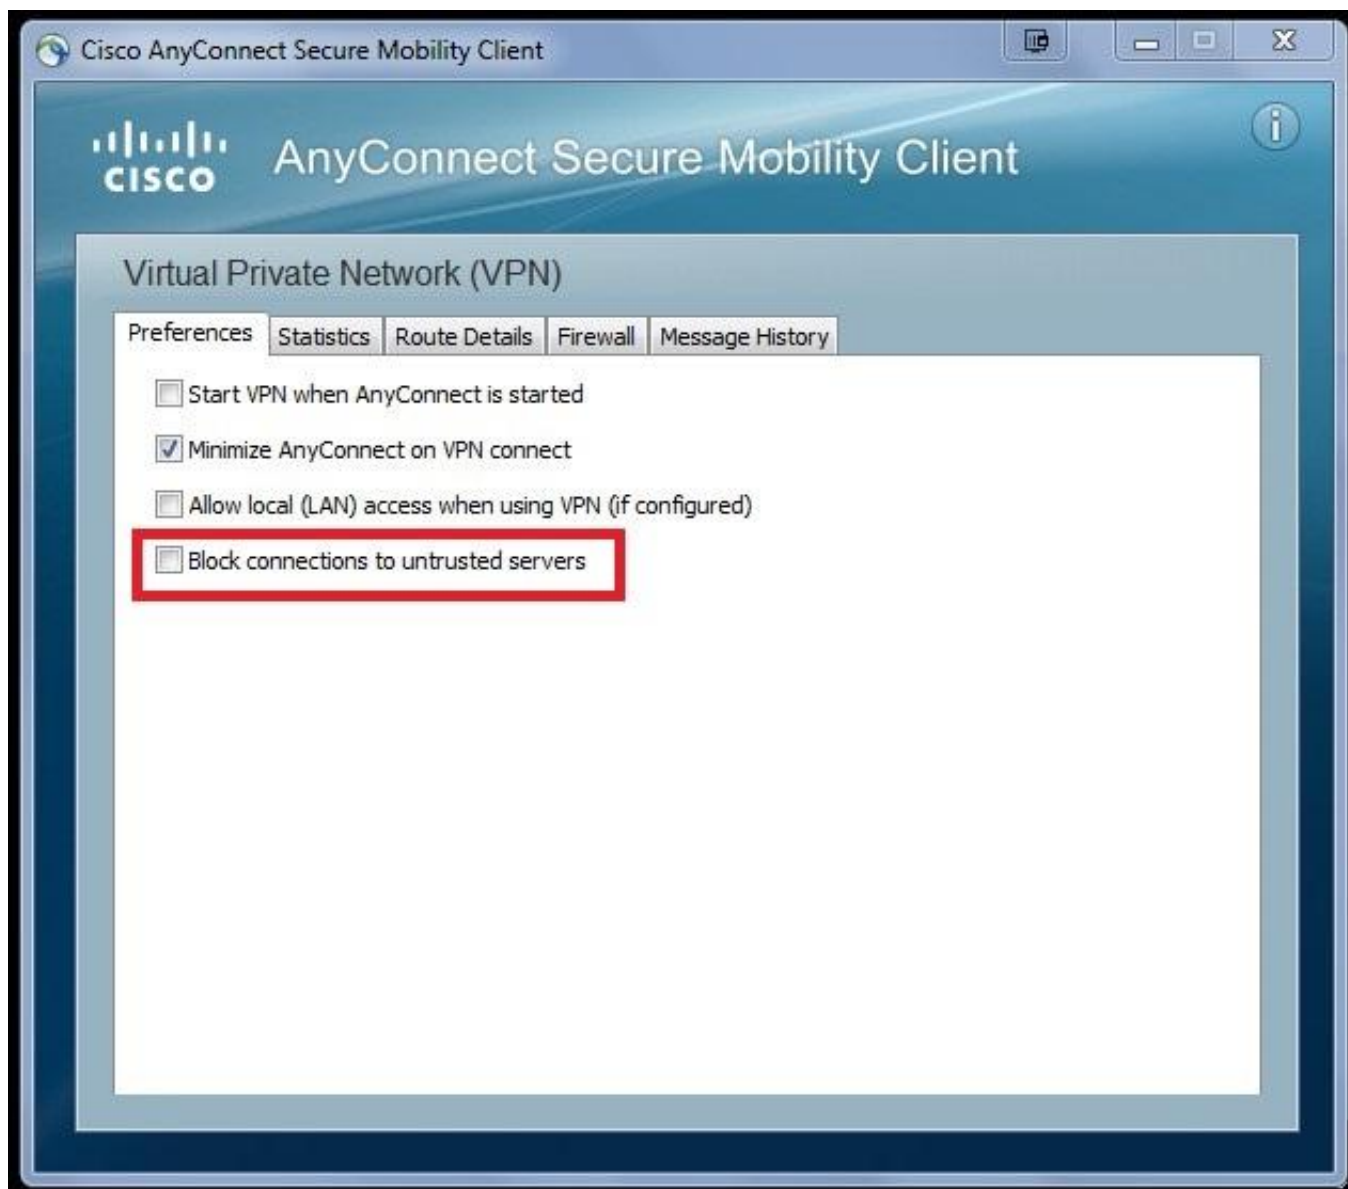 Cisco AnyConnect Secure Mobility Client
CISCO AnyConnect Secure Mobility Client
Virtual Private Network (VPN)
Preferences Statistics Route Details Firewall Message History
Start VPN when AnyConnect is started
Minimize AnyConnect on VPN connect
Allow local (LAN) access when using VPN (if configured)
Block connections to untrusted servers